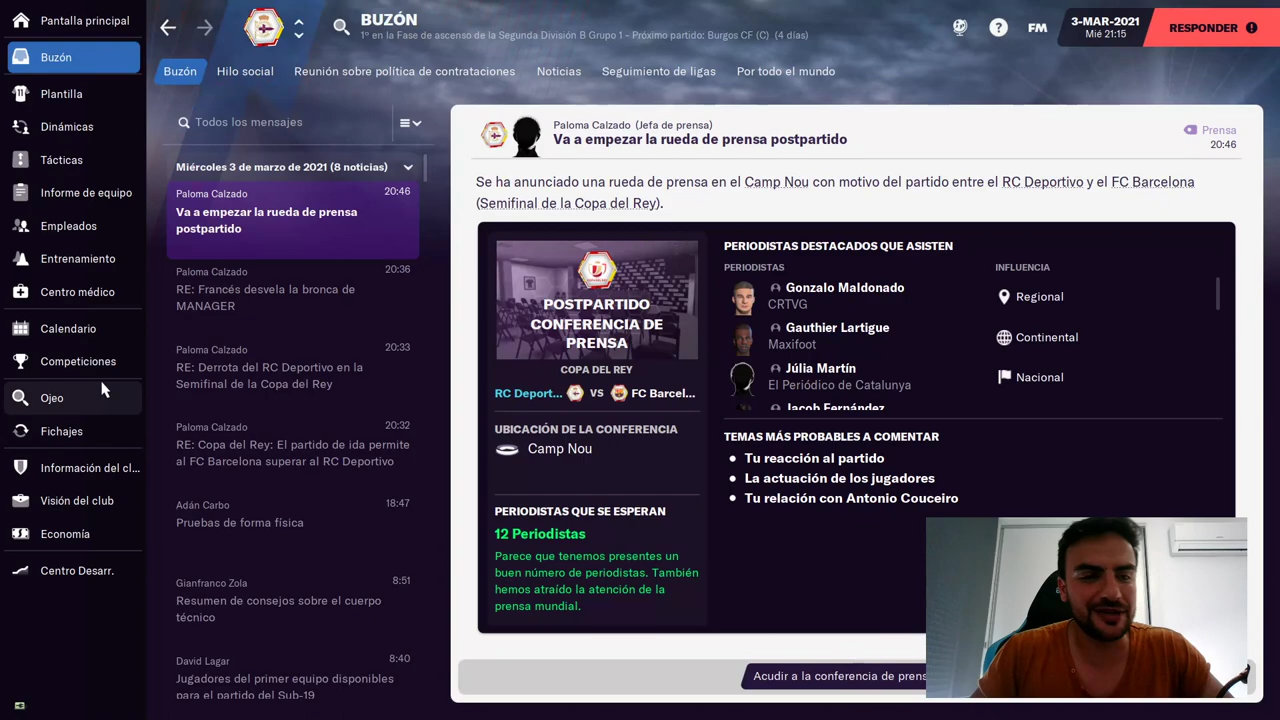 Pantalla principal
Buzón
Plantilla
Dinámicas
Tácticas
Informe de equipo
Empleados
Entrenamiento
Centro médico
Calendario
Competiciones
Ojeo
Fichajes
Información del cl...
Visión del club
Economía
Centro Desarr.
BUZÓN
1º en la Fase de ascenso de la Segunda División B Grupo 1 - Próximo partido: Burgos CF (C) (4 días)
?
FM
3-MAR-2021
Mié 21:15
RESPONDER
Buzón
Hilo social
Reunión sobre política de contrataciones
Noticias
Seguimiento de ligas
Por todo el mundo
Todos los mensajes
Miércoles 3 de marzo de 2021 (8 noticias)
Paloma Calzado 20:46
Va a empezar la rueda de prensa
postpartido
Paloma Calzado 20:36
RE: Francés desvela la bronca de
MANAGER
Paloma Calzado 20:33
RE: Derrota del RC Deportivo en la
Semifinal de la Copa del Rey
Paloma Calzado 20:32
RE: Copa del Rey: El partido de ida permite
al FC Barcelona superar al RC Deportivo
Adán Carbo 18:47
Pruebas de forma física
Gianfranco Zola 8:51
Resumen de consejos sobre el cuerpo
técnico
David Lagar 8:40
Jugadores del primer equipo disponibles
para el partido del Sub-19
Paloma Calzado (Jefa de prensa)
Va a empezar la rueda de prensa postpartido
Prensa
20:46
Se ha anunciado una rueda de prensa en el Camp Nou con motivo del partido entre el RC Deportivo y el FC Barcelona
(Semifinal de la Copa del Rey).
POSTPARTIDO
CONFERENCIA DE
PRENSA
COPA DEL REY
RC Deport... VS FC Barcel...
UBICACIÓN DE LA CONFERENCIA
Camp Nou
PERIODISTAS QUE SE ESPERAN
12 Periodistas
Parece que tenemos presentes un
buen número de periodistas. También
hemos atraído la atención de la
prensa mundial.
PERIODISTAS DESTACADOS QUE ASISTEN
PERIODISTAS INFLUENCIA
Gonzalo Maldonado
CRTVG
Regional
Gauthier Lartigue
Maxifoot
Continental
Júlia Martín
El Periódico de Catalunya
Nacional
Jacob Fernández
TEMAS MÁS PROBABLES A COMENTAR
Tu reacción al partido
La actuación de los jugadores
Tu relación con Antonio Couceiro
Acudir a la conferencia de prens